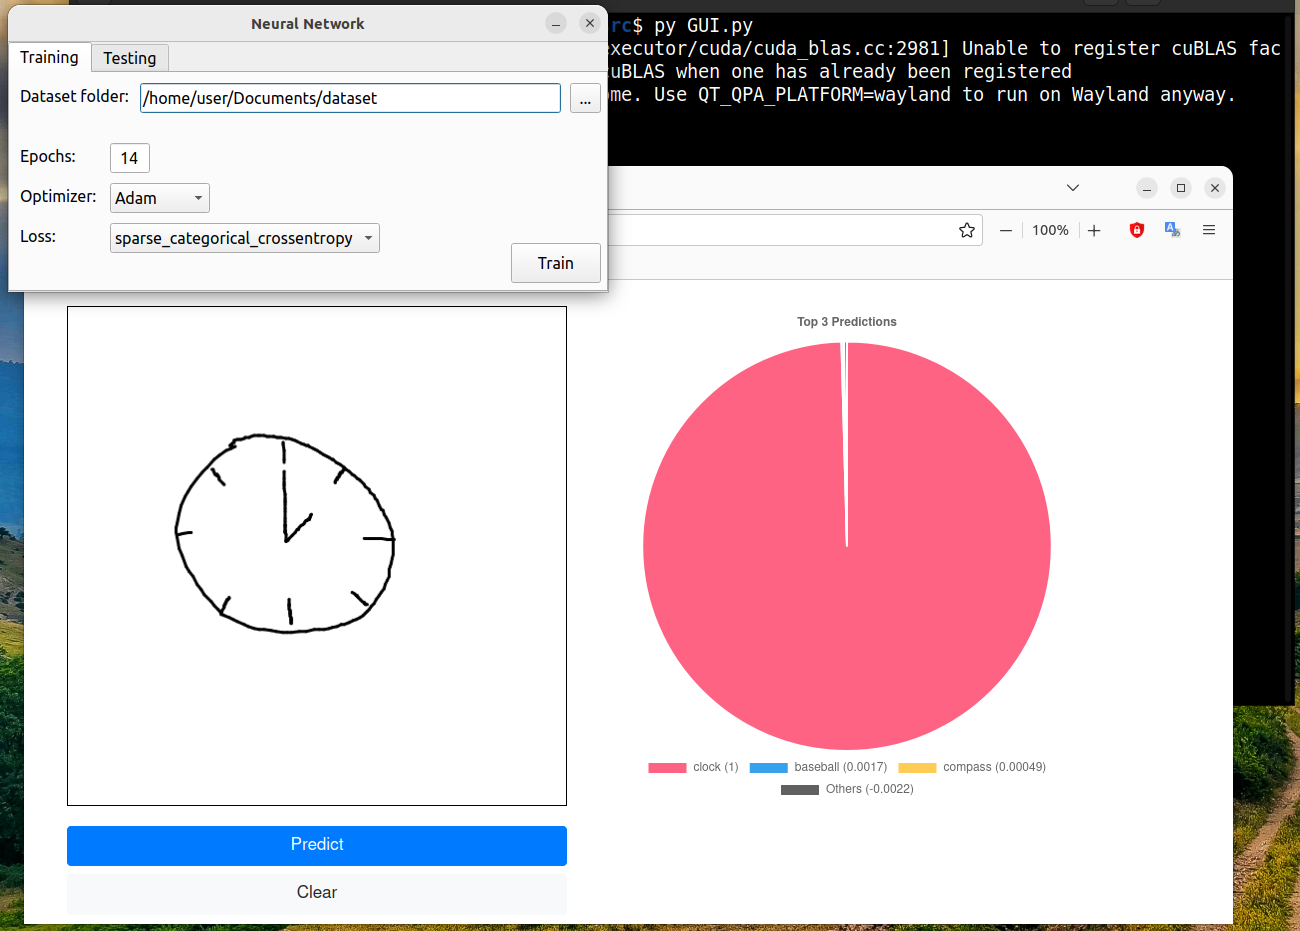 Neural Network
Training
Testing
Dataset folder:
/home/user/Documents/dataset
...
Epochs:
14
Optimizer:
Adam
Loss:
sparse_categorical_crossentropy
Train
rc$ py GUI.py
executor/cuda/cuda_blas.cc:2981] Unable to register cuBLAS fac
cuBLAS when one has already been registered
ome. Use QT_QPA_PLATFORM=wayland to run on Wayland anyway.
100%
Top 3 Predictions
clock (1)
baseball (0.0017)
compass (0.00049)
Others (-0.0022)
Predict
Clear